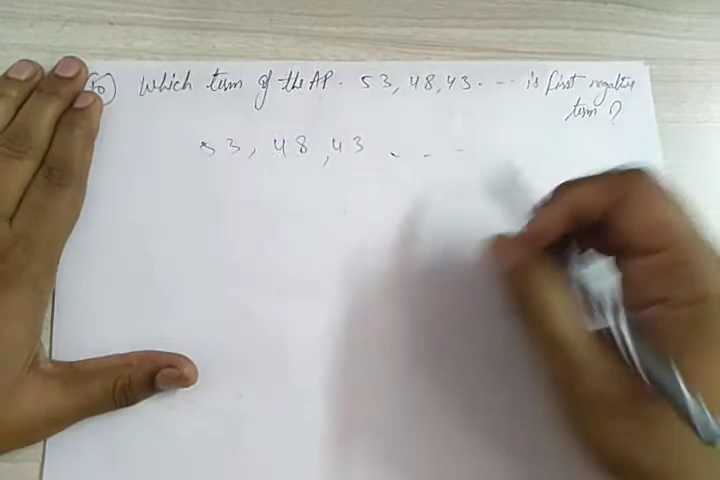 10 Which term of the AP. 53, 48, 43 - - - is first negative
term ?
53, 48, 43 - - -